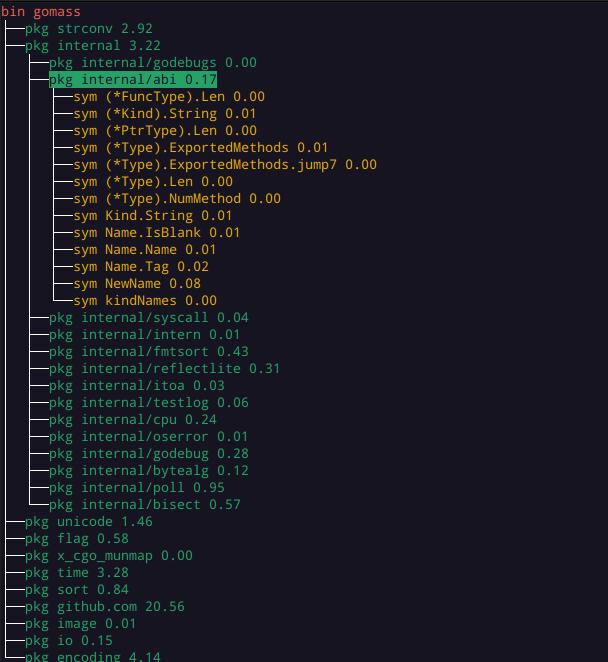 bin gomass
pkg strconv 2.92
pkg internal 3.22
pkg internal/godebugs 0.00
pkg internal/abi 0.17
sym (*FuncType).Len 0.00
sym (*Kind).String 0.01
sym (*PtrType).Len 0.00
sym (*Type).ExportedMethods 0.01
sym (*Type).ExportedMethods.jump7 0.00
sym (*Type).Len 0.00
sym (*Type).NumMethod 0.00
sym Kind.String 0.01
sym Name.IsBlank 0.01
sym Name.Name 0.01
sym Name.Tag 0.02
sym NewName 0.08
sym kindNames 0.00
pkg internal/syscall 0.04
pkg internal/intern 0.01
pkg internal/fmtsort 0.43
pkg internal/reflectlite 0.31
pkg internal/itoa 0.03
pkg internal/testlog 0.06
pkg internal/cpu 0.24
pkg internal/oserror 0.01
pkg internal/godebug 0.28
pkg internal/bytealg 0.12
pkg internal/poll 0.95
pkg internal/bisect 0.57
pkg unicode 1.46
pkg flag 0.58
pkg x_cgo_munmap 0.00
pkg time 3.28
pkg sort 0.84
pkg github.com 20.56
pkg image 0.01
pkg io 0.15
pkg encoding 4.14